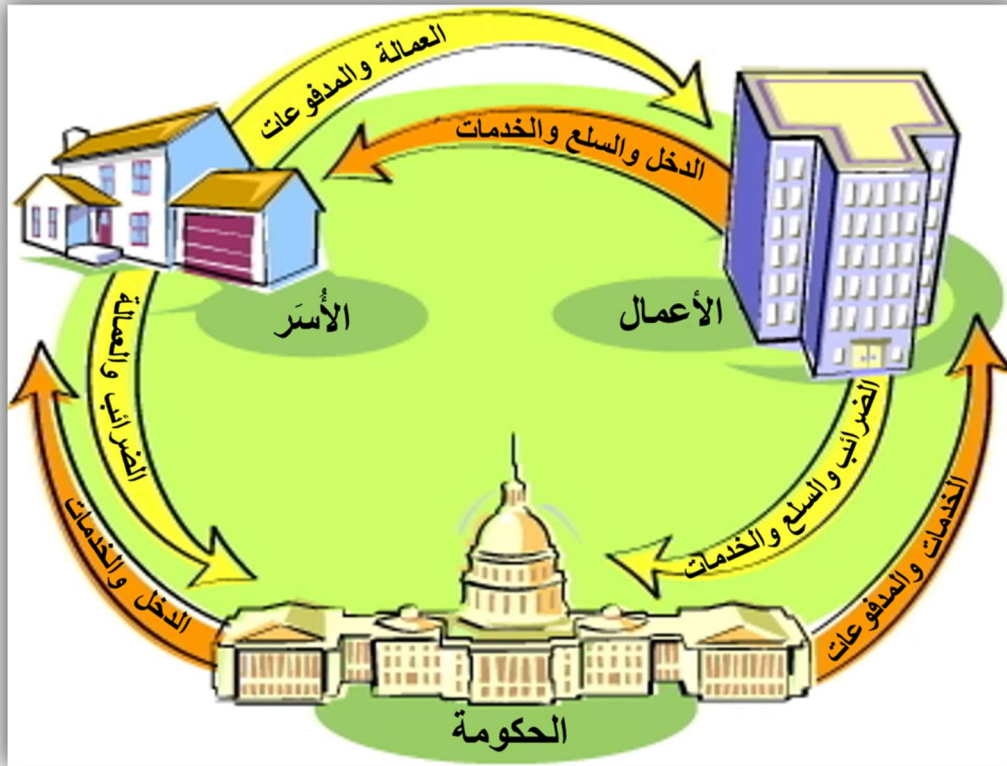 العمالة والمدفوعات
الدخل والسلع والخدمات
الأُسَر
الأعمال
الضرائب والعمالة
الضرائب والسلع والخدمات
الدخل والخدمات
الخدمات والمدفوعات
الحكومة